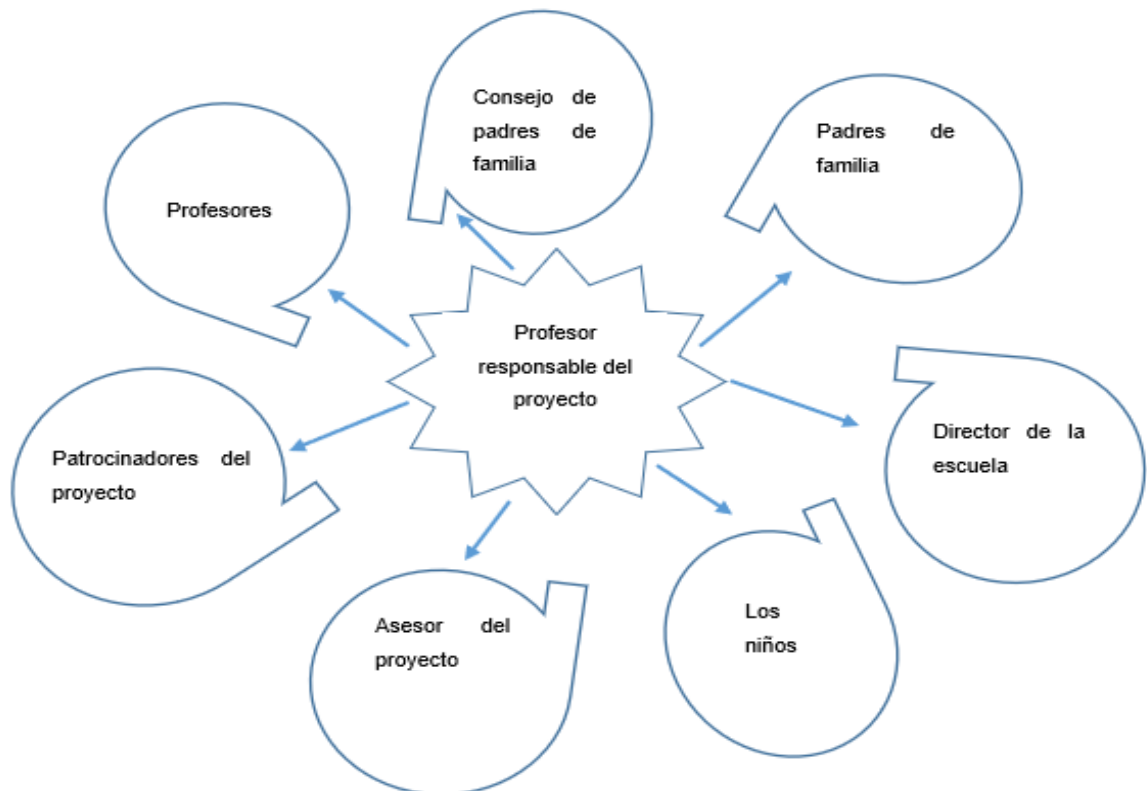 Consejo de
padres de
familia
Padres de
familia
Profesores
Profesor
responsable del
proyecto
Director de la
escuela
Patrocinadores del
proyecto
Los
niños
Asesor del
proyecto